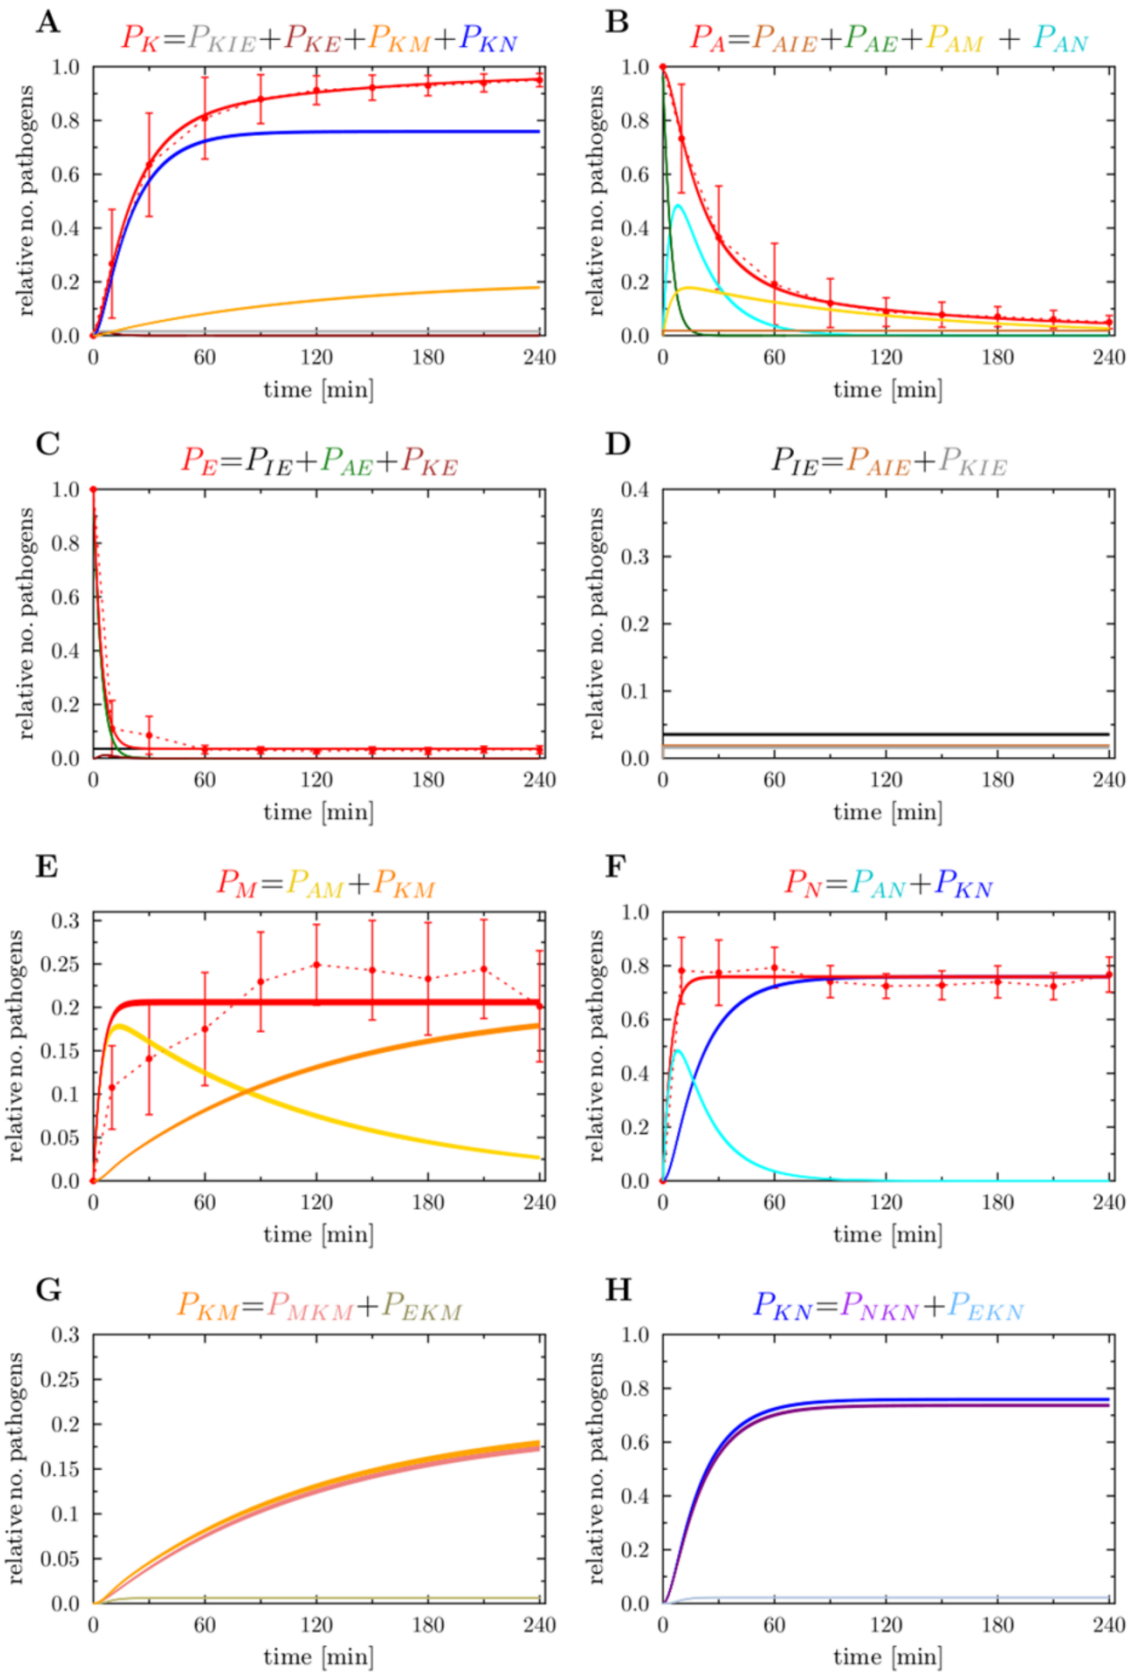 A
P_K=P_KIE+P_KE+P_KM+P_KN
relative no. pathogens
1.0
0.8
0.6
0.4
0.2
0.0
0 60 120 180 240
time [min]
B
P_A=P_AIE+P_AE+P_AM + P_AN
relative no. pathogens
1.0
0.8
0.6
0.4
0.2
0.0
0 60 120 180 240
time [min]
C
P_E=P_IE+P_AE+P_KE
relative no. pathogens
1.0
0.8
0.6
0.4
0.2
0.0
0 60 120 180 240
time [min]
D
P_IE=P_AIE+P_KIE
relative no. pathogens
0.4
0.3
0.2
0.1
0.0
0 60 120 180 240
time [min]
E
P_M=P_AM+P_KM
relative no. pathogens
0.3
0.25
0.2
0.15
0.1
0.05
0.0
0 60 120 180 240
time [min]
F
P_N=P_AN+P_KN
relative no. pathogens
1.0
0.8
0.6
0.4
0.2
0.0
0 60 120 180 240
time [min]
G
P_KM=P_MKM+P_EKM
relative no. pathogens
0.3
0.25
0.2
0.15
0.1
0.05
0.0
0 60 120 180 240
time [min]
H
P_KN=P_NKN+P_EKN
relative no. pathogens
1.0
0.8
0.6
0.4
0.2
0.0
0 60 120 180 240
time [min]